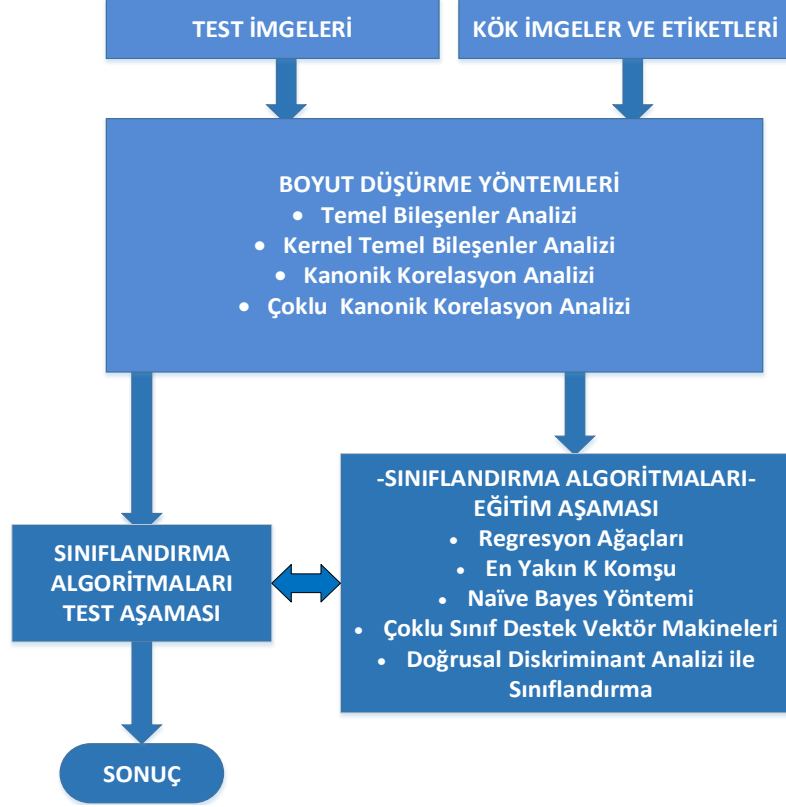 TEST İMGELERİ
KÖK İMGELER VE ETİKETLERİ
BOYUT DÜŞÜRME YÖNTEMLERİ
• Temel Bileşenler Analizi
• Kernel Temel Bileşenler Analizi
• Kanonik Korelasyon Analizi
• Çoklu Kanonik Korelasyon Analizi
-SINIFLANDIRMA ALGORİTMALARI-
EĞİTİM AŞAMASI
• Regresyon Ağaçları
• En Yakın K Komşu
• Naïve Bayes Yöntemi
• Çoklu Sınıf Destek Vektör Makineleri
• Doğrusal Diskriminant Analizi ile
Sınıflandırma
SINIFLANDIRMA
ALGORİTMALARI
TEST AŞAMASI
SONUÇ